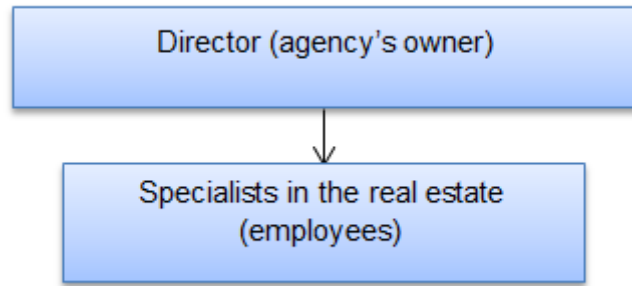 Director (agency’s owner)
Specialists in the real estate
(employees)